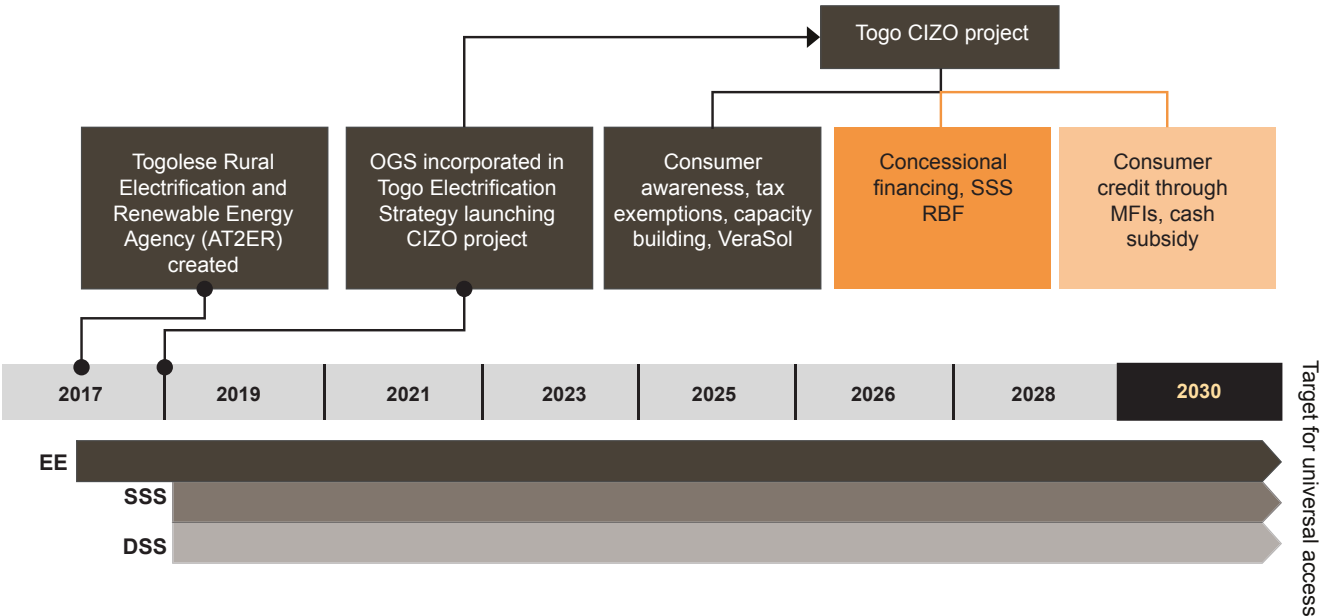 Togo CIZO project
Togolese Rural
Electrification and
Renewable Energy
Agency (AT2ER)
created
OGS incorporated in
Togo Electrification
Strategy launching
CIZO project
Consumer
awareness, tax
exemptions, capacity
building, VeraSol
Concessional
financing, SSS
RBF
Consumer
credit through
MFIs, cash
subsidy
2017
2019
2021
2023
2025
2026
2028
2030
Target for universal access
EE
SSS
DSS